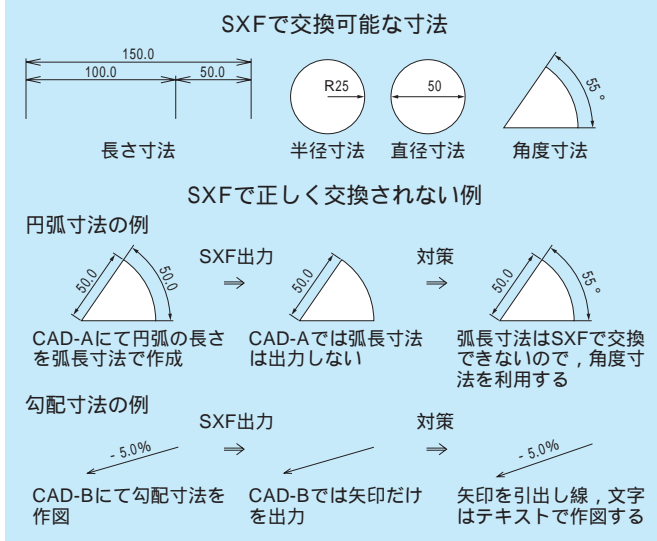 SXFで交換可能な寸法
150.0
100.0
50.0
R25
50
55°
長さ寸法
半径寸法
直径寸法
角度寸法
SXFで正しく交換されない例
円弧寸法の例
50.0
50.0
SXF出力
⇒
50.0
対策
⇒
50.0
55°
CAD-Aにて円弧の長さ
を弧長寸法で作成
CAD-Aでは弧長寸法
は出力しない
弧長寸法はSXFで交換
できないので，角度寸
法を利用する
勾配寸法の例
- 5.0%
SXF出力
⇒
対策
⇒
- 5.0%
CAD-Bにて勾配寸法を
作図
CAD-Bでは矢印だけ
を出力
矢印を引出し線，文字
はテキストで作図する